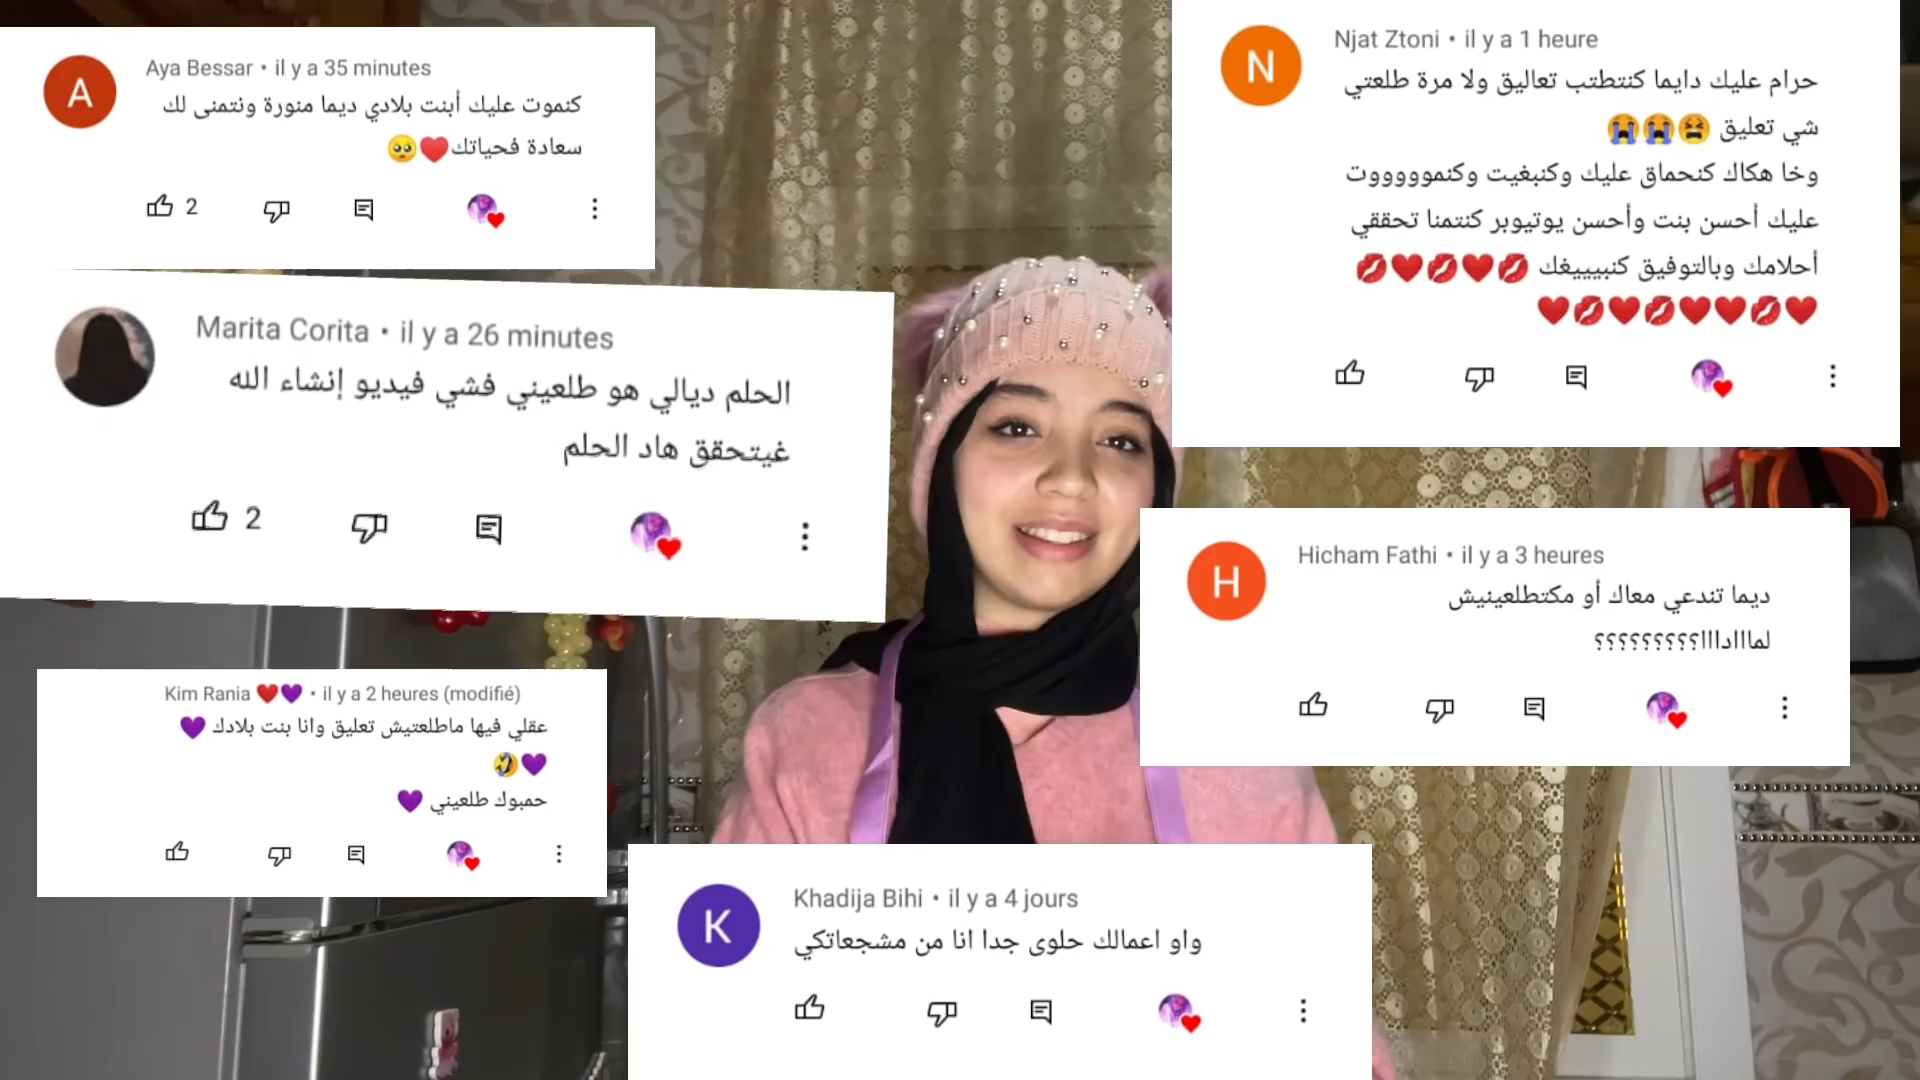 Aya Bessar • il y a 35 minutes
كنموت عليك أبنت بلادي ديما منورة ونتمنى لك
سعادة فحياتك❤️🥺
2
Marita Corita • il y a 26 minutes
الحلم ديالي هو طلعيني فشي فيديو إنشاء الله
غيتحقق هاد الحلم
2
Kim Rania ❤️💜 • il y a 2 heures (modifié)
عقلي فيها ماطلعتيش تعليق وانا بنت بلادك 💜
💜🤣
حمبوك طلعيني 💜
Njat Ztoni • il y a 1 heure
حرام عليك دايما كنتطتب تعاليق ولا مرة طلعتي
شي تعليق 😫😭😭
وخا هكاك كنحماق عليك وكنبغيت وكنموووووت
عليك أحسن بنت وأحسن يوتيوبر كنتمنا تحققي
أحلامك وبالتوفيق كنبيييغك 💋❤️💋❤️💋
❤️💋❤️❤️💋❤️💋❤️
Hicham Fathi • il y a 3 heures
ديما تندعي معاك أو مكتطلعينيش
لماااداااا؟؟؟؟؟؟؟؟؟
Khadija Bihi • il y a 4 jours
واو اعمالك حلوى جدا انا من مشجعاتكي
A
N
H
K